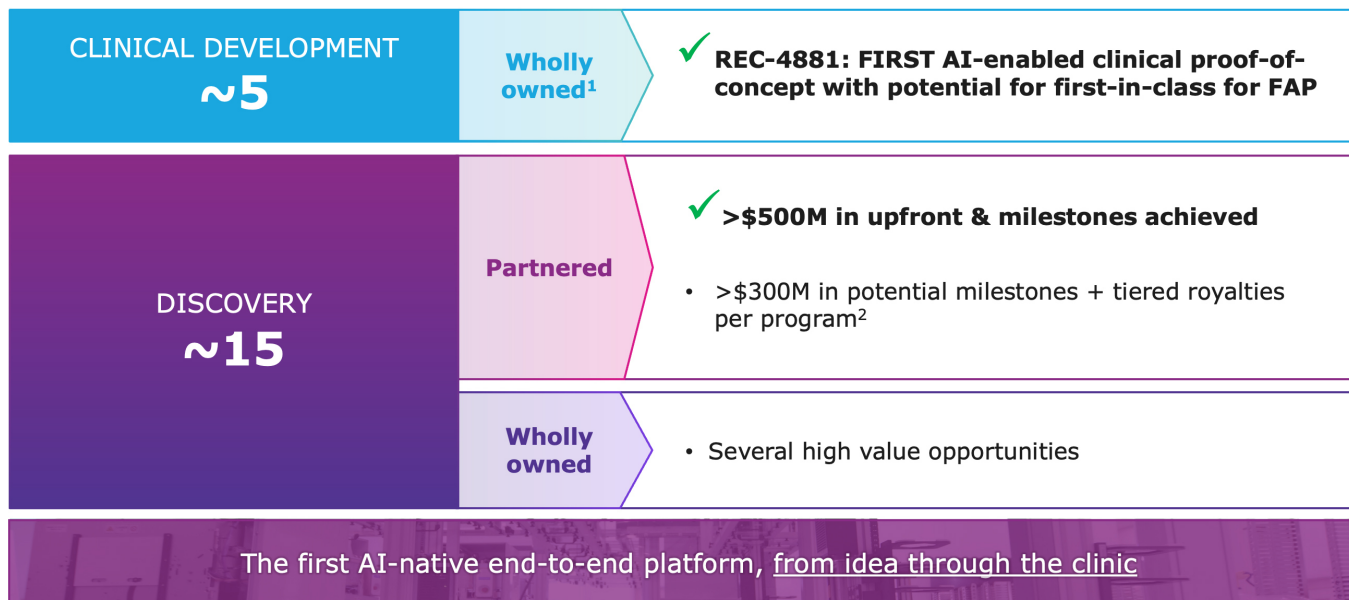 CLINICAL DEVELOPMENT
~5
Wholly
owned¹
✓ REC-4881: FIRST AI-enabled clinical proof-of-
concept with potential for first-in-class for FAP
DISCOVERY
~15
Partnered
✓ >$500M in upfront & milestones achieved
• >$300M in potential milestones + tiered royalties
per program²
Wholly
owned
• Several high value opportunities
The first AI-native end-to-end platform, from idea through the clinic